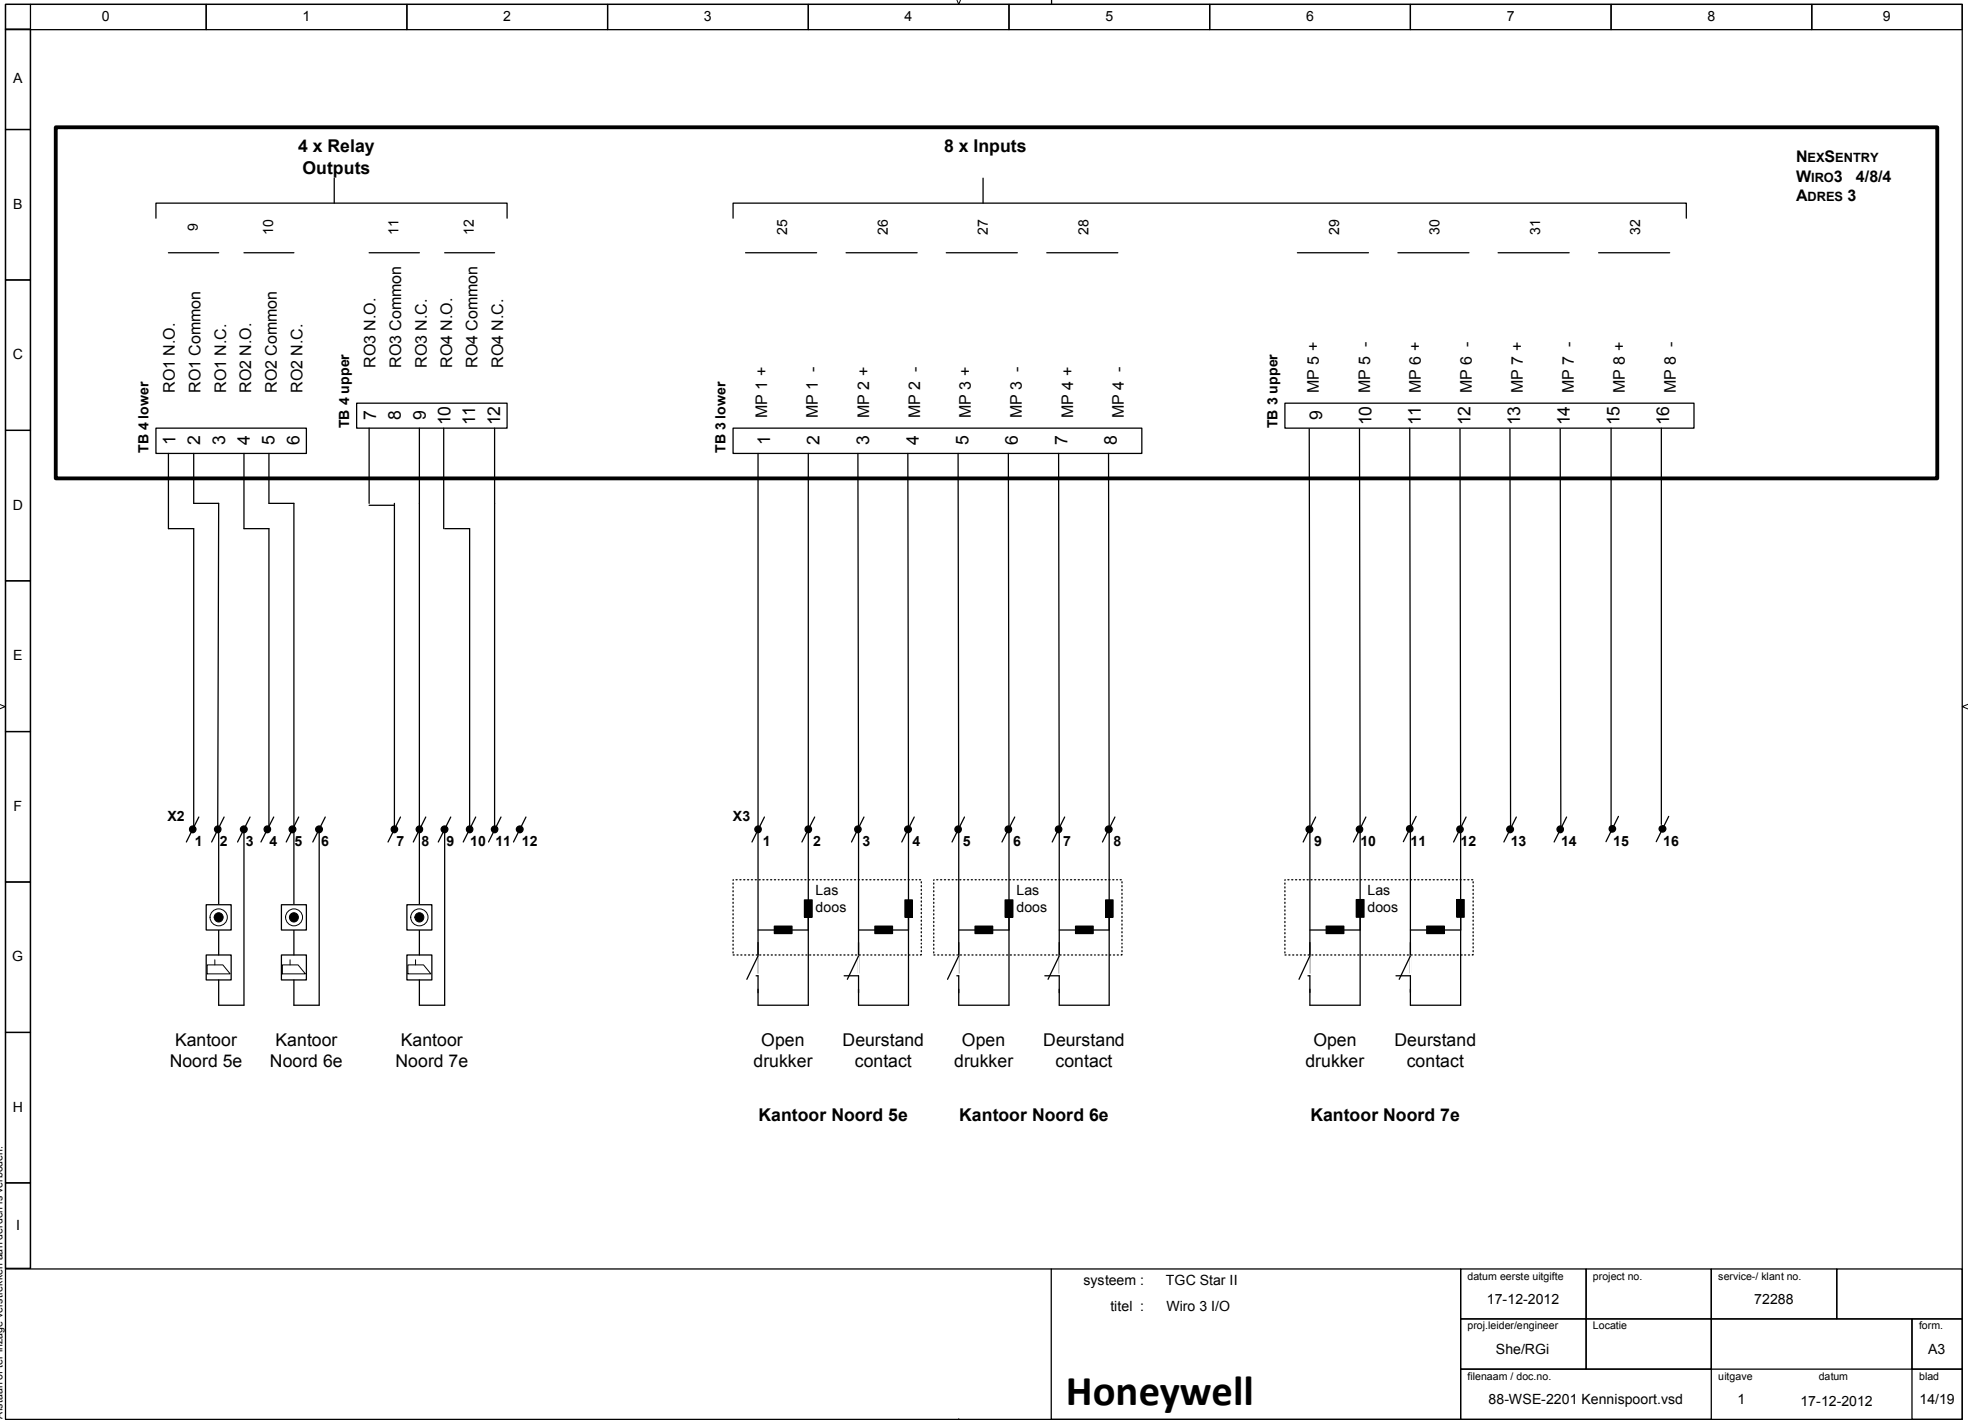 0 1 2 3 4 5 6 7 8 9
A
B
C
D
E
F
G
H
I
4 x Relay
Outputs
8 x Inputs
NEXSENTRY
WIRO3 4/8/4
ADRES 3
9 10 11 12
25 26 27 28 29 30 31 32
TB 4 lower
RO1 N.O.
RO1 Common
RO1 N.C.
RO2 N.O.
RO2 Common
RO2 N.C.
1 2 3 4 5 6
TB 4 upper
RO3 N.O.
RO3 Common
RO3 N.C.
RO4 N.O.
RO4 Common
RO4 N.C.
7 8 9 10 11 12
TB 3 lower
MP 1 +
MP 1 -
MP 2 +
MP 2 -
MP 3 +
MP 3 -
MP 4 +
MP 4 -
1 2 3 4 5 6 7 8
TB 3 upper
MP 5 +
MP 5 -
MP 6 +
MP 6 -
MP 7 +
MP 7 -
MP 8 +
MP 8 -
9 10 11 12 13 14 15 16
X2
1 2 3 4 5 6 7 8 9 10 11 12
X3
1 2 3 4 5 6 7 8 9 10 11 12 13 14 15 16
Las
doos
Las
doos
Las
doos
Kantoor
Noord 5e
Kantoor
Noord 6e
Kantoor
Noord 7e
Open
drukker
Deurstand
contact
Open
drukker
Deurstand
contact
Open
drukker
Deurstand
contact
Kantoor Noord 5e
Kantoor Noord 6e
Kantoor Noord 7e
systeem : TGC Star II
titel : Wiro 3 I/O
Honeywell
datum eerste uitgifte
17-12-2012
project no.
service-/ klant no.
72288
proj.leider/engineer
She/RGi
Locatie
form.
A3
filenaam / doc.no.
88-WSE-2201 Kennispoort.vsd
uitgave
1
datum
17-12-2012
blad
14/19